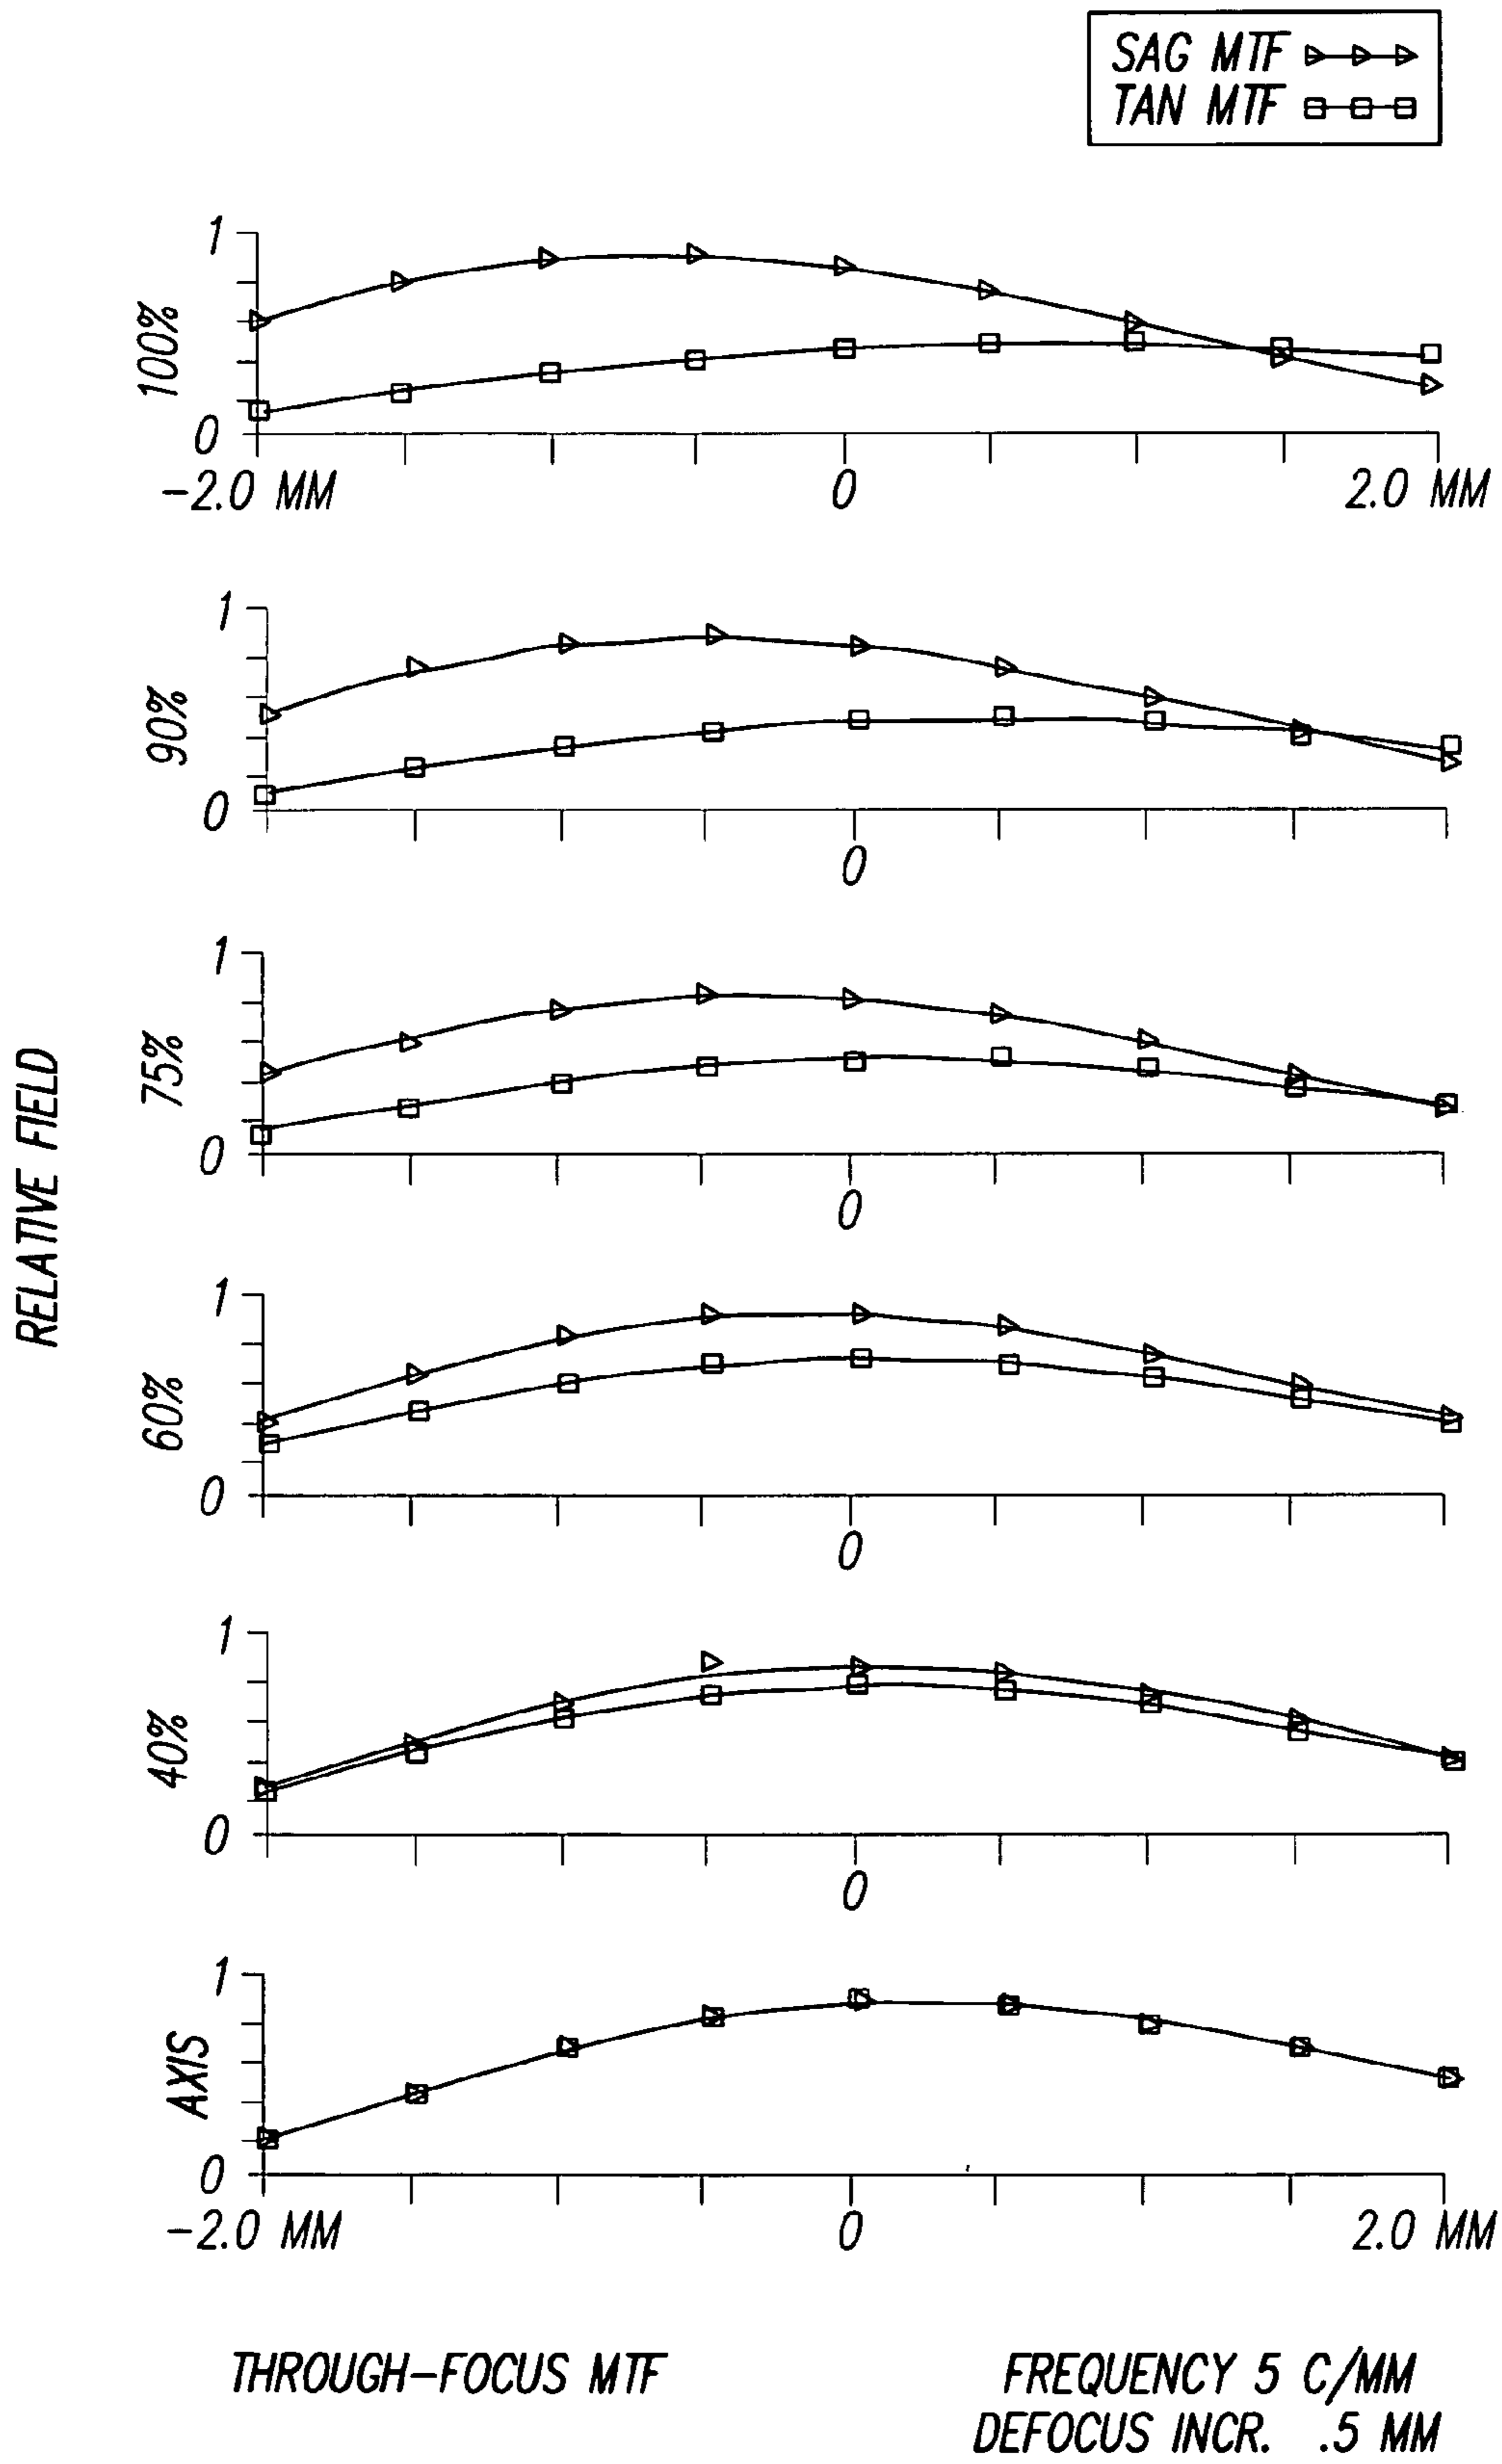 SAG MTF
TAN MTF
RELATIVE FIELD
1
100%
0
-2.0 MM 0 2.0 MM
1
90%
0
0
1
75%
0
0
1
60%
0
0
1
40%
0
0
1
AXIS
0
-2.0 MM 0 2.0 MM
THROUGH-FOCUS MTF
FREQUENCY 5 C/MM
DEFOCUS INCR. .5 MM